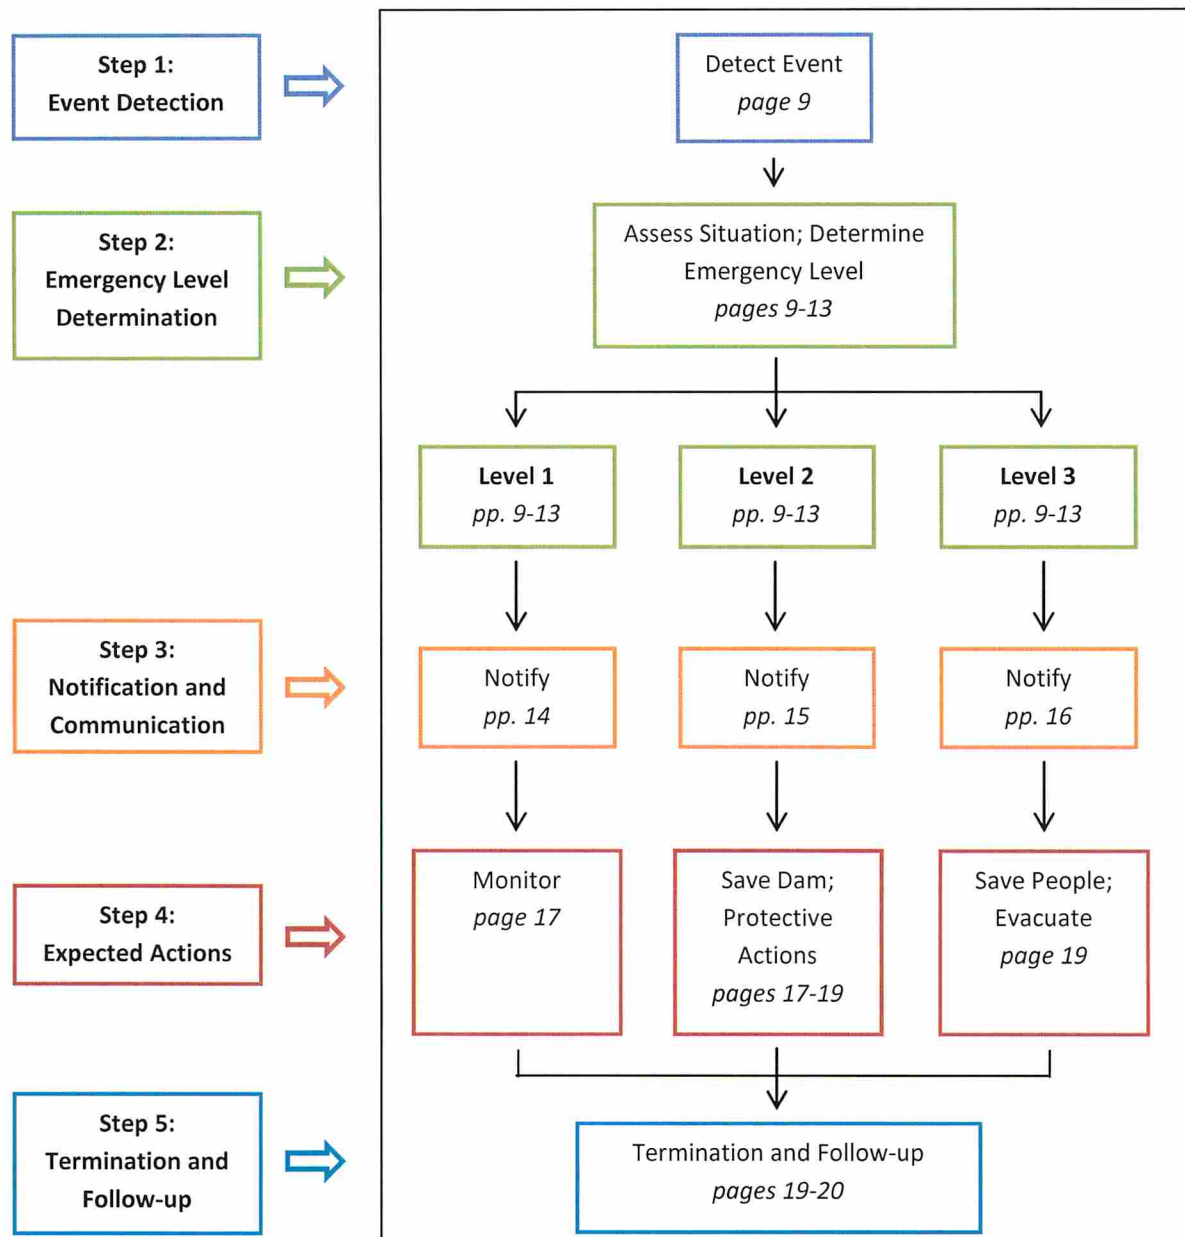 Step 1:
Event Detection
Detect Event
page 9
Step 2:
Emergency Level
Determination
Assess Situation; Determine
Emergency Level
pages 9-13
Level 1
pp. 9-13
Level 2
pp. 9-13
Level 3
pp. 9-13
Step 3:
Notification and
Communication
Notify
pp. 14
Notify
pp. 15
Notify
pp. 16
Step 4:
Expected Actions
Monitor
page 17
Save Dam;
Protective
Actions
pages 17-19
Save People;
Evacuate
page 19
Step 5:
Termination and
Follow-up
Termination and Follow-up
pages 19-20